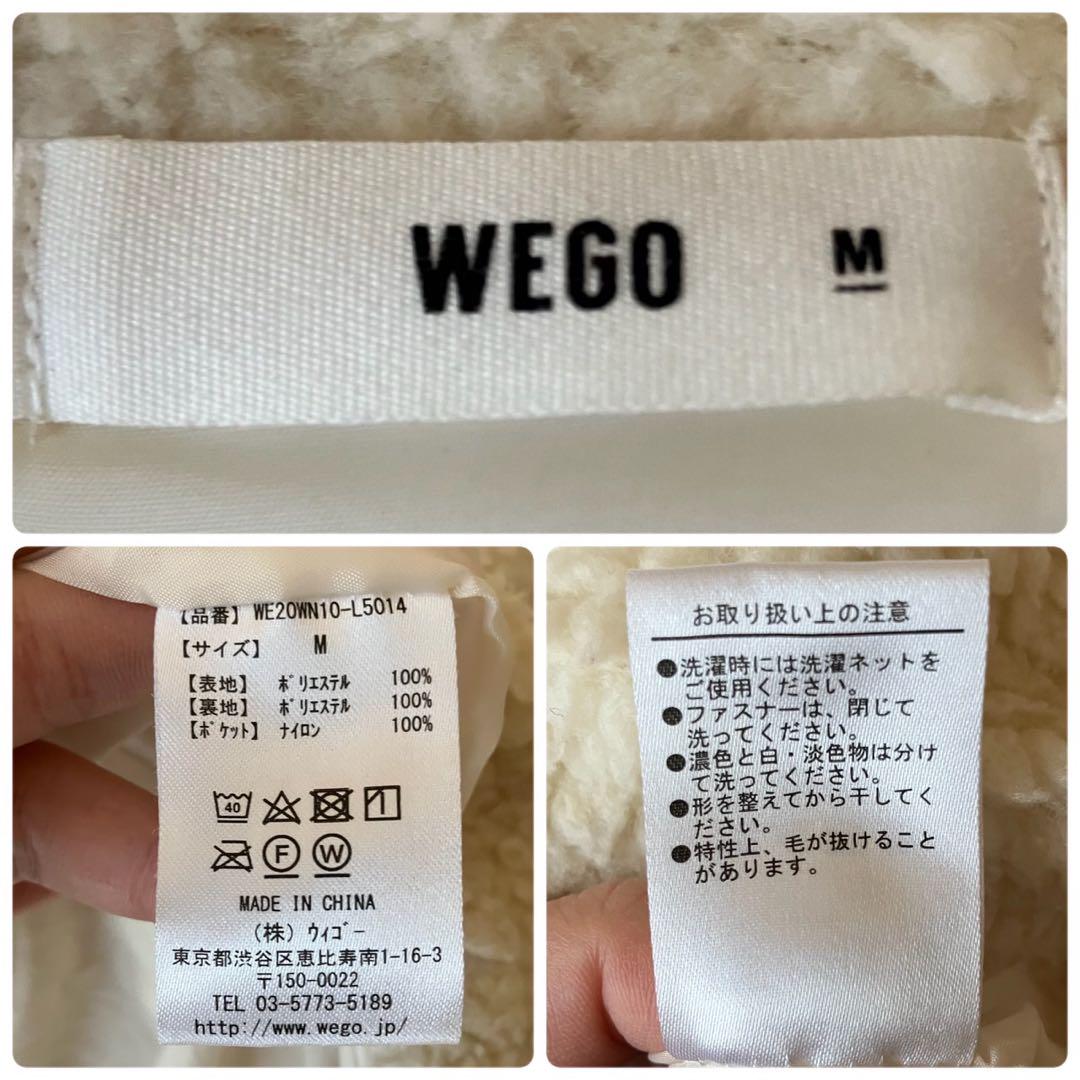 WEGO M
【品番】 WE20WN10-L5014
【サイズ】 M
【表地】 ﾎﾟﾘｴｽﾃﾙ 100%
【裏地】 ﾎﾟﾘｴｽﾃﾙ 100%
【ﾎﾟｹｯﾄ】 ﾅｲﾛﾝ 100%
40
F W
MADE IN CHINA
(株) ｳｨｺﾞｰ
東京都渋谷区恵比寿南1-16-3
〒150-0022
TEL 03-5773-5189
http://www.wego.jp/
お取り扱い上の注意
●洗濯時には洗濯ネットを
ご使用ください。
●ファスナーは、閉じて
洗ってください。
●濃色と白・淡色物は分け
て洗ってください。
●形を整えてから干してく
ださい。
●特性上、毛が抜けること
があります。